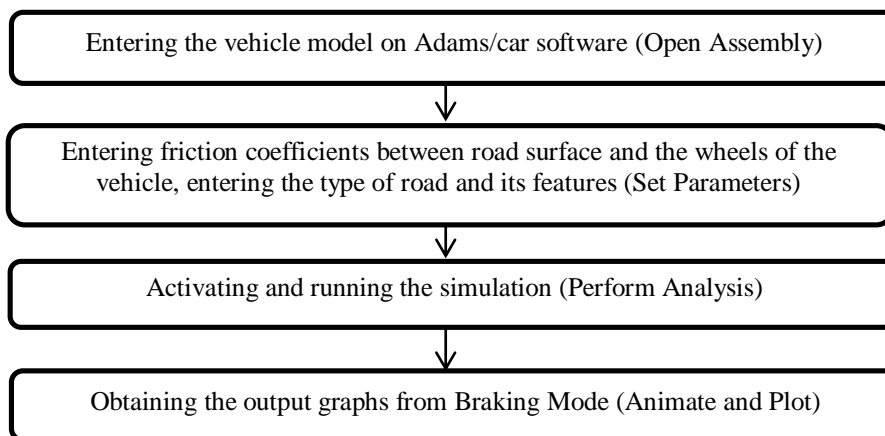 Entering the vehicle model on Adams/car software (Open Assembly)
Entering friction coefficients between road surface and the wheels of the
vehicle, entering the type of road and its features (Set Parameters)
Activating and running the simulation (Perform Analysis)
Obtaining the output graphs from Braking Mode (Animate and Plot)